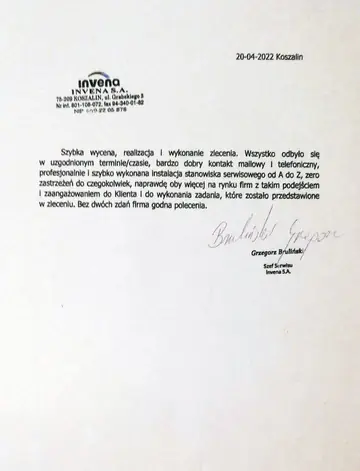 20-04-2022 Koszalin
invena
INVENA S.A.
75-209 KOSZALIN, ul.
Szybka wycena, realizacja i wykonanie zlecenia. Wszystko odbyło się
w uzgodnionym terminie/czasie, bardzo dobry kontakt mailowy i telefoniczny,
profesjonalnie i szybko wykonana instalacja stanowiska serwisowego od A do Z, zero
zastrzeżeń do czegokolwiek, naprawdę oby więcej na rynku firm z takim podejściem
i zaangażowaniem do Klienta i do wykonania zadania, które zostało przedstawione
w zleceniu. Bez dwóch zdań firma godna polecenia.
Grzegorz Bruliński
Szef Serwisu
Invena S.A.